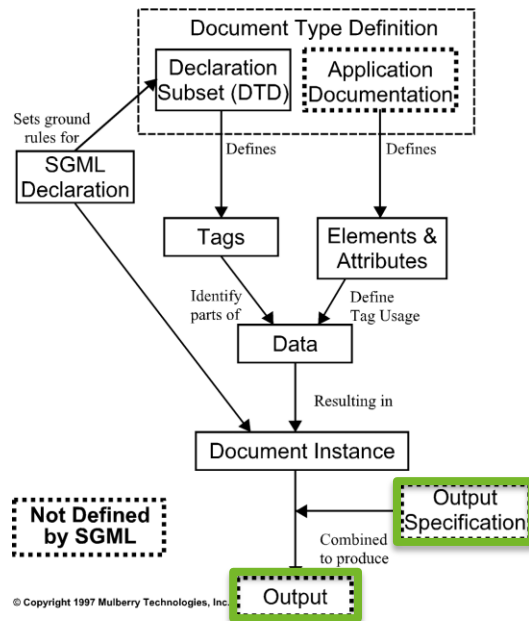 Document Type Definition
Declaration
Subset (DTD)
Application
Documentation
Sets ground
rules for
Defines
Defines
SGML
Declaration
Tags
Elements &
Attributes
Identify
parts of
Define
Tag Usage
Data
Resulting in
Document Instance
Output
Specification
Not Defined
by SGML
Combined
to produce
Output
© Copyright 1997 Mulberry Technologies, Inc.